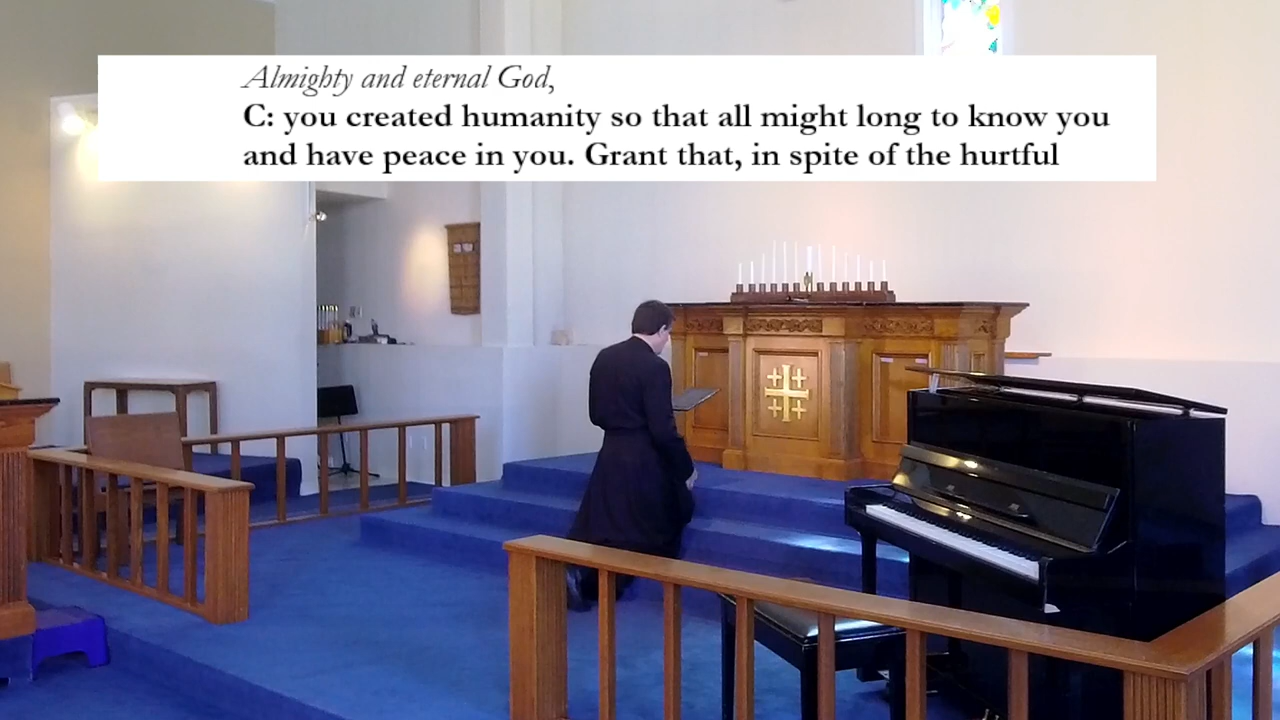 Almighty and eternal God,
C: you created humanity so that all might long to know you
and have peace in you. Grant that, in spite of the hurtful